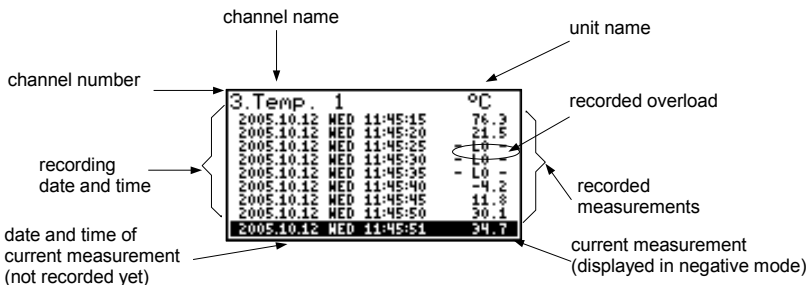 channel name
unit name
channel number
recorded overload
3.Temp. 1 °C
2005.10.12 WED 11:45:15 76.3
2005.10.12 WED 11:45:20 21.5
2005.10.12 WED 11:45:25 - LO -
2005.10.12 WED 11:45:30 - LO -
2005.10.12 WED 11:45:35 - LO -
2005.10.12 WED 11:45:40 -4.2
2005.10.12 WED 11:45:45 11.8
2005.10.12 WED 11:45:50 30.1
2005.10.12 WED 11:45:51 34.7
recording
date and time
recorded
measurements
date and time of
current measurement
(not recorded yet)
current measurement
(displayed in negative mode)